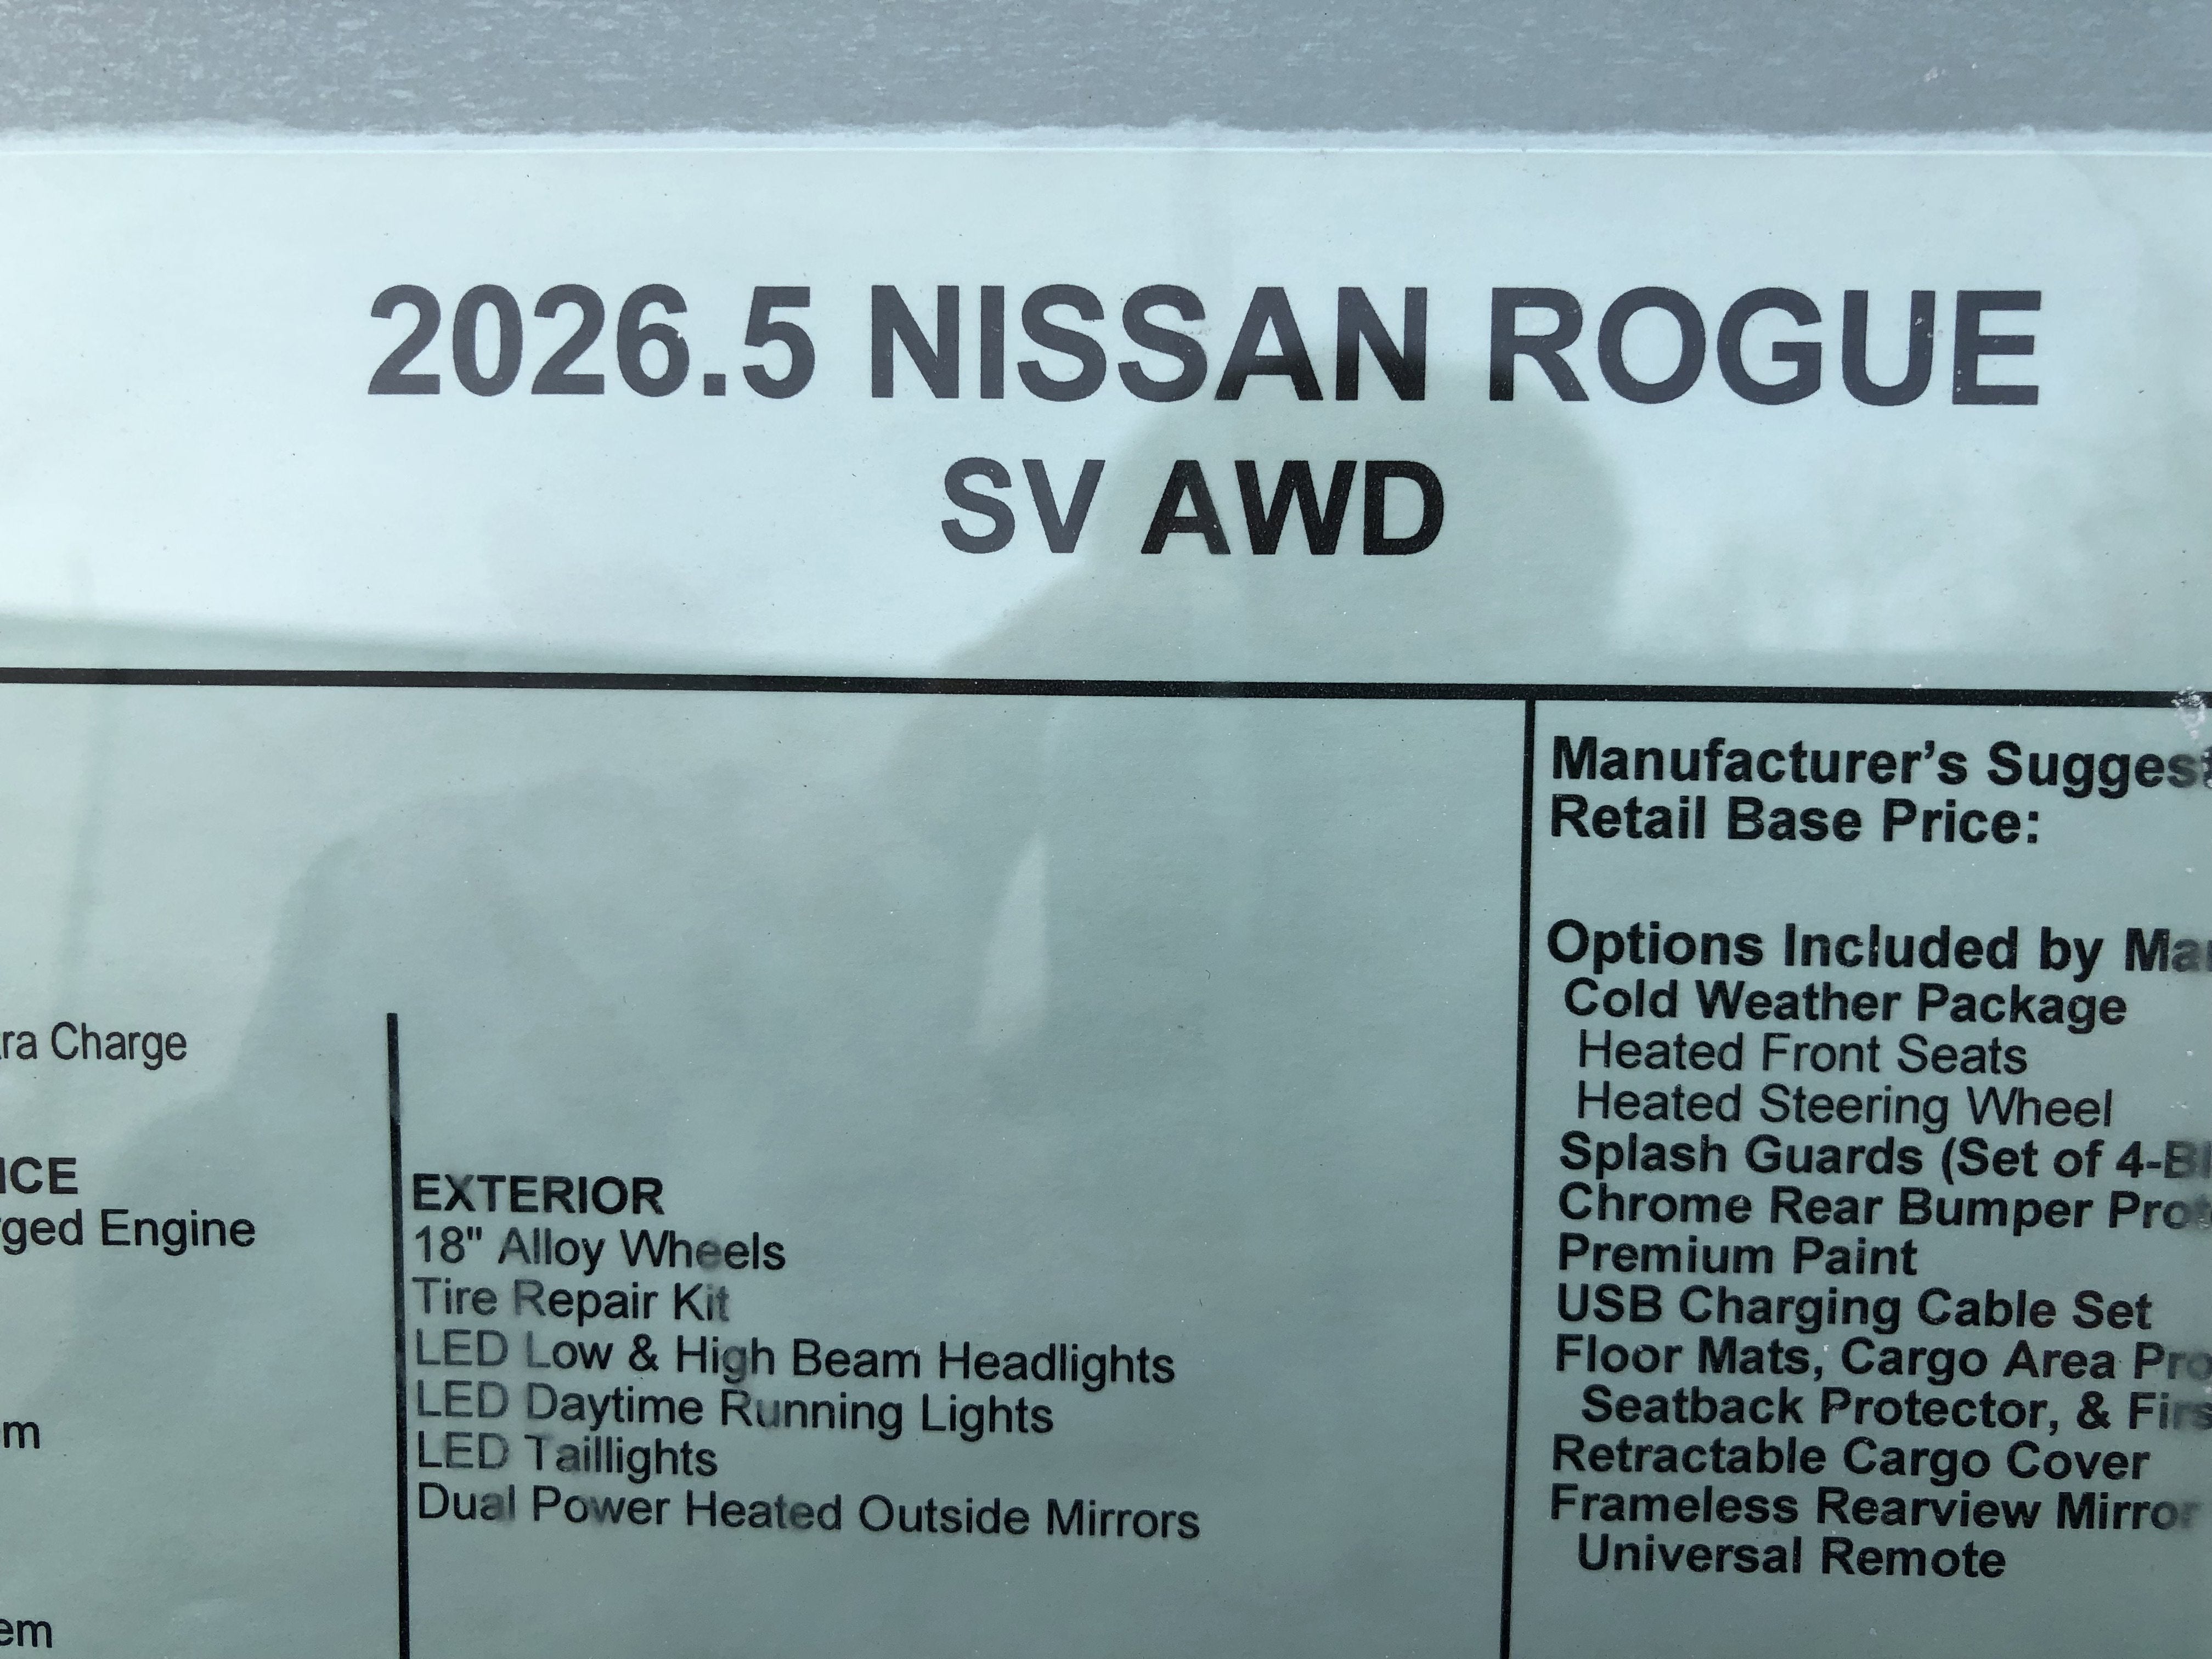 2026.5 NISSAN ROGUE
SV AWD
Charge
Engine
EXTERIOR
18" Alloy Wheels
Tire Repair Kit
LED Low & High Beam Headlights
LED Daytime Running Lights
LED Taillights
Dual Power Heated Outside Mirrors
Manufacturer's
Retail Base Price:
Options Included by
Cold Weather Package
Heated Front Seats
Heated Steering Wheel
Splash Guards (Set of
Chrome Rear Bumper
Premium Paint
USB Charging Cable Set
Floor Mats, Cargo Area
Seatback Protector, &
Retractable Cargo Cover
Frameless Rearview Mirror
Universal Remote